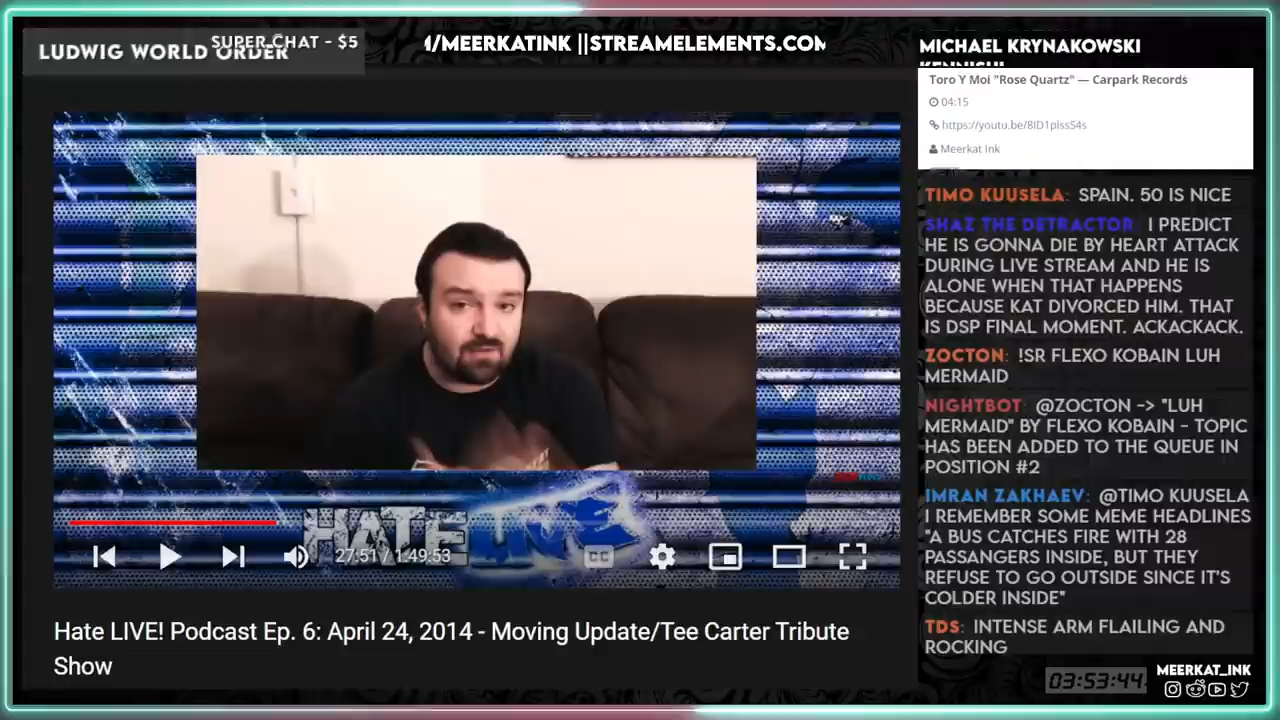 LUDWIG WORLD ORDER
SUPER CHAT - $5
/MEERKATINK ||STREAMELEMENTS.COM
MICHAEL KRYNAKOWSKI
Toro Y Moi "Rose Quartz" — Carpark Records
04:15
https://youtu.be/8ID1plssS4s
Meerkat Ink
HATE LIVE
27:51 / 1:49:53
CC
Hate LIVE! Podcast Ep. 6: April 24, 2014 - Moving Update/Tee Carter Tribute
Show
TIMO KUUSELA: SPAIN. 50 IS NICE
SHAZ THE DETRACTOR: I PREDICT
HE IS GONNA DIE BY HEART ATTACK
DURING LIVE STREAM AND HE IS
ALONE WHEN THAT HAPPENS
BECAUSE KAT DIVORCED HIM. THAT
IS DSP FINAL MOMENT. ACKACKACK.
ZOCTON: !SR FLEXO KOBAIN LUH
MERMAID
NIGHTBOT: @ZOCTON -> "LUH
MERMAID" BY FLEXO KOBAIN - TOPIC
HAS BEEN ADDED TO THE QUEUE IN
POSITION #2
IMRAN ZAKHAEV: @TIMO KUUSELA
I REMEMBER SOME MEME HEADLINES
"A BUS CATCHES FIRE WITH 28
PASSANGERS INSIDE, BUT THEY
REFUSE TO GO OUTSIDE SINCE IT'S
COLDER INSIDE"
TDS: INTENSE ARM FLAILING AND
ROCKING
03:53:44
MEERKAT_INK